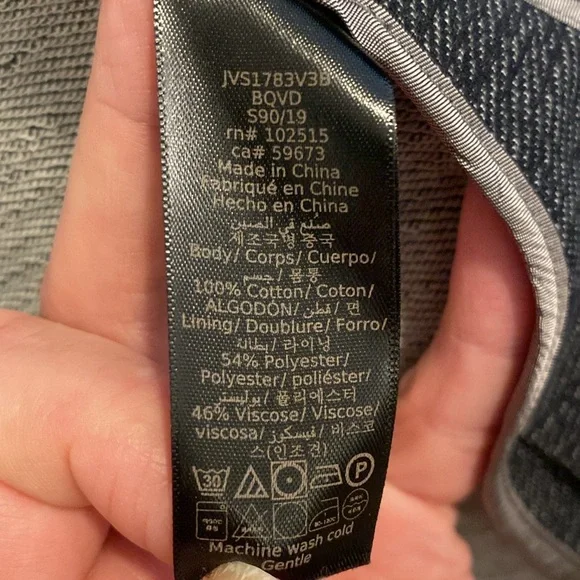 JVS1783V3B
BQVD
S90/19
rn# 102515
ca# 59673
Made in China
Fabriqué en Chine
Hecho en China
صنع في الصين
제조국명 중국
Body/ Corps/ Cuerpo/
جسم/ 몸통
100% Cotton/ Coton/
ALGODÓN/ قطن/ 면
Lining/ Doublure/ Forro/
بطانة/ 라이닝
54% Polyester/
Polyester/ poliéster/
بوليستر/ 폴리에스터
46% Viscose/ Viscose/
viscosa/ فيسكوز/ 비스코
스(인조견)
30
P
80-120C
Machine wash cold
Gentle